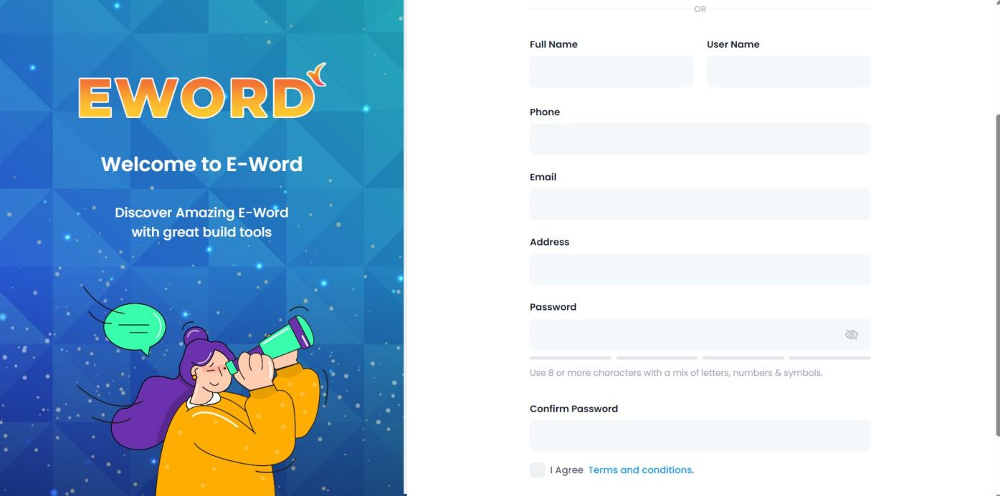 EWORD
Welcome to E-Word
Discover Amazing E-Word
with great build tools
OR
Full Name
User Name
Phone
Email
Address
Password
Use 8 or more characters with a mix of letters, numbers & symbols.
Confirm Password
I Agree Terms and conditions.